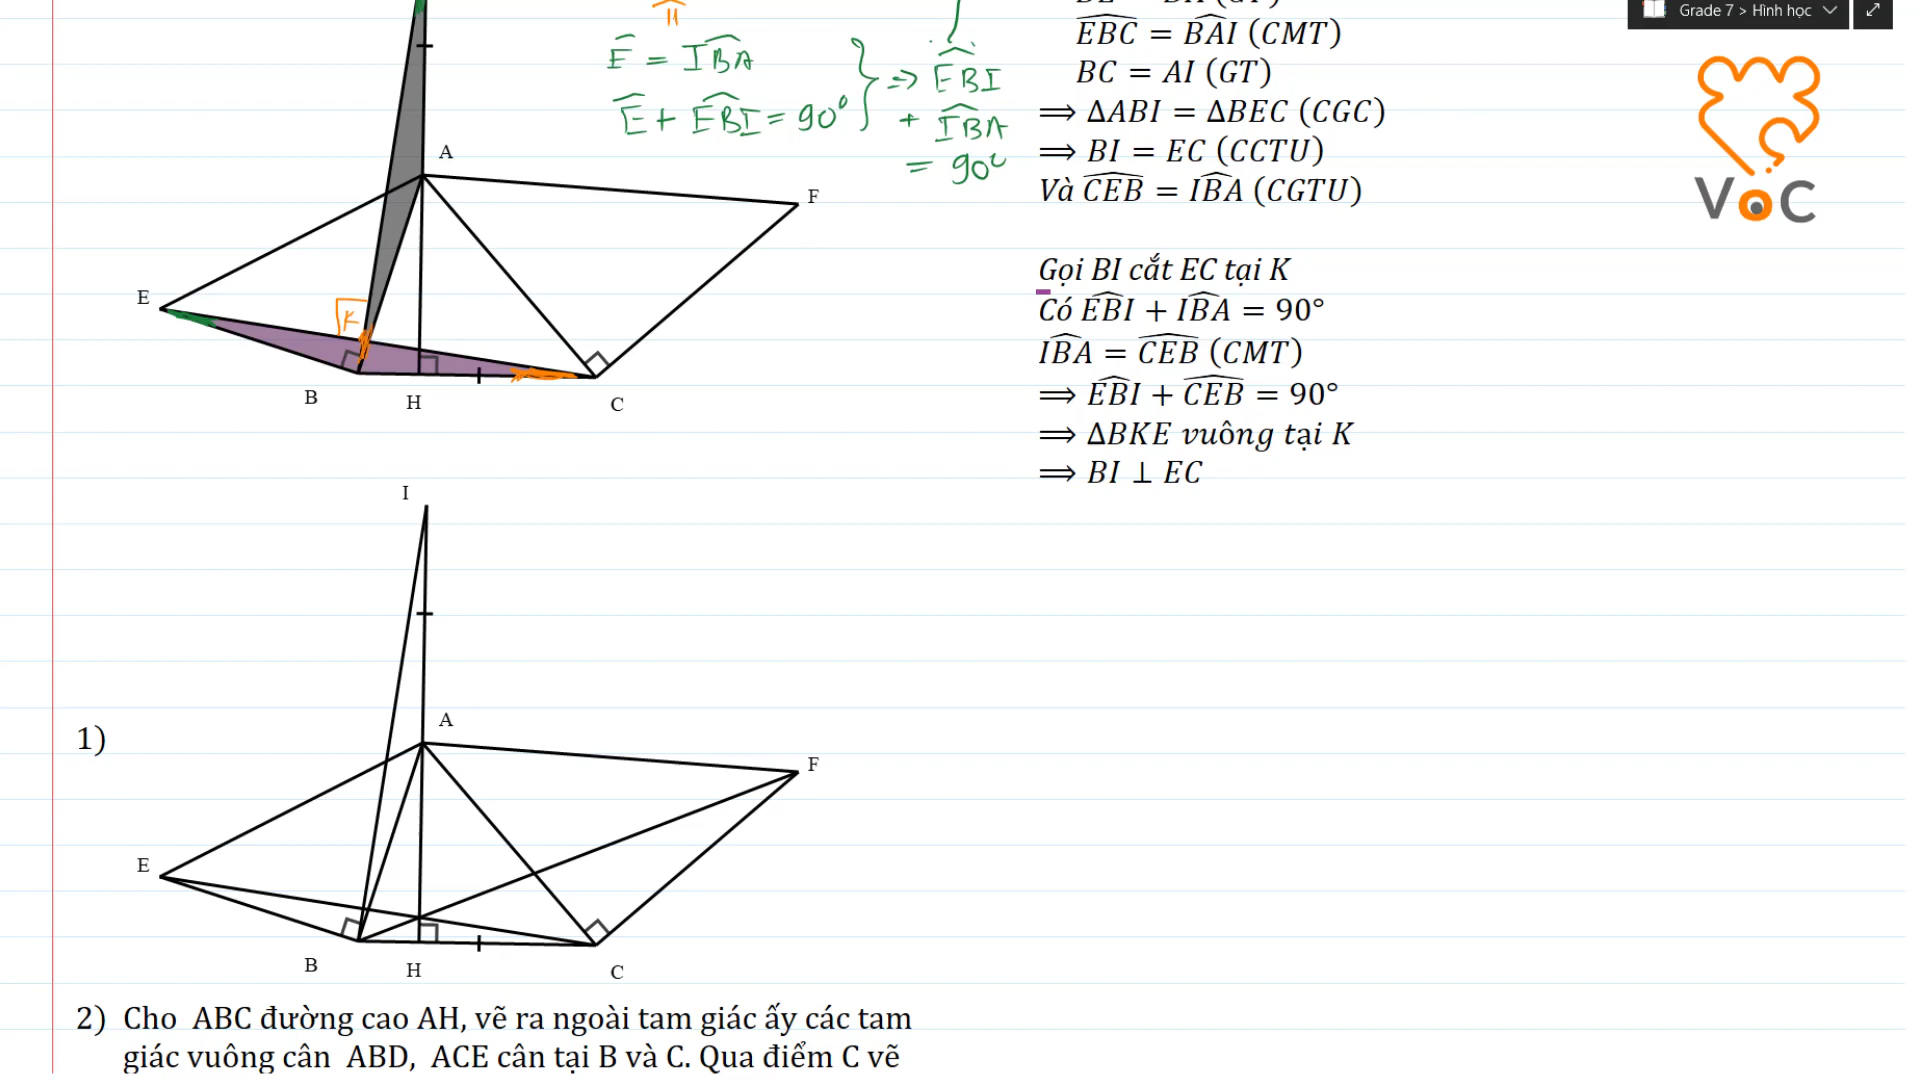 Grade 7 > Hình học
EBC = BAI (CMT)
BC = AI (GT)
⟹ ΔABI = ΔBEC (CGC)
⟹ BI = EC (CCTU)
Và CEB = IBA (CGTU)
Gọi BI cắt EC tại K
Có EBI + IBA = 90°
IBA = CEB (CMT)
⟹ EBI + CEB = 90°
⟹ ΔBKE vuông tại K
⟹ BI ⊥ EC
E = IBA
E + EBI = 90°
=> EBI
+ IBA
= 90°
A
F
E
K
B
H
C
I
1)
A
F
E
B
H
C
VoC
2) Cho ABC đường cao AH, vẽ ra ngoài tam giác ấy các tam
giác vuông cân ABD, ACE cân tại B và C. Qua điểm C vẽ